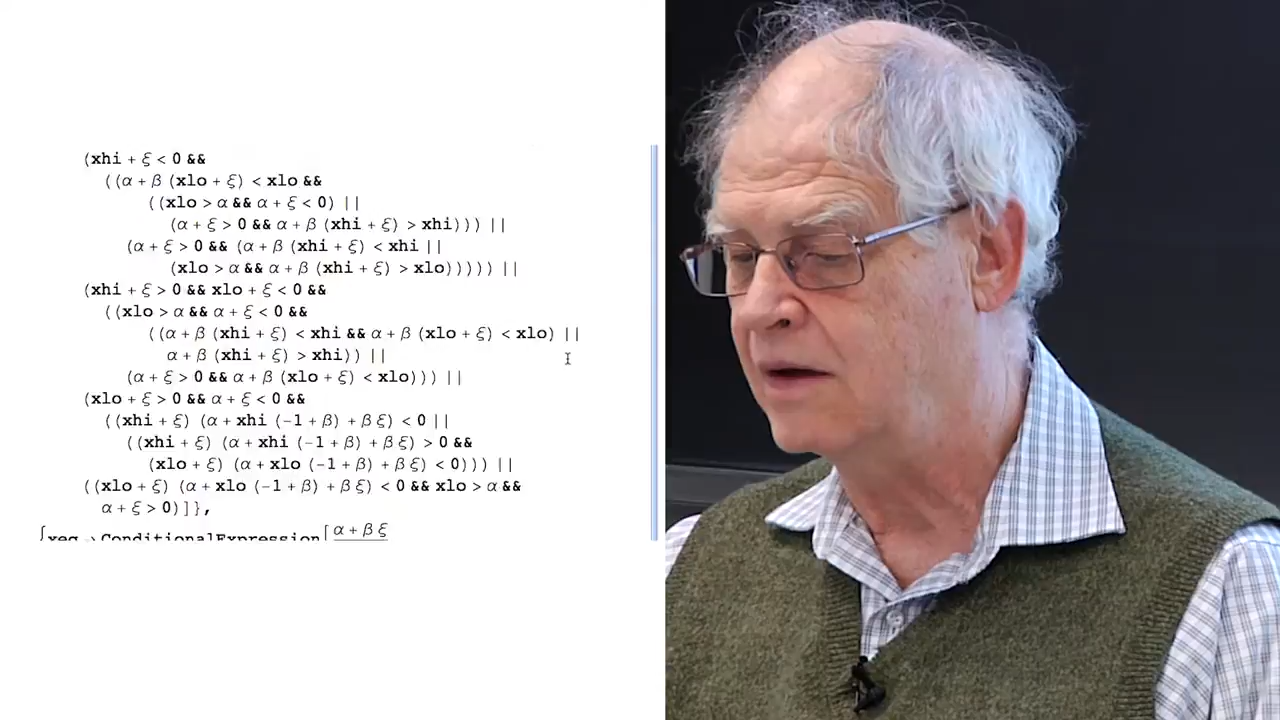 (xhi + ξ < 0 &&
((α + β (xlo + ξ) < xlo &&
((xlo > α && α + ξ < 0) ||
(α + ξ > 0 && α + β (xhi + ξ) > xhi))) ||
(α + ξ > 0 && (α + β (xhi + ξ) < xhi ||
(xlo > α && α + β (xhi + ξ) > xlo))))) ||
(xhi + ξ > 0 && xlo + ξ < 0 &&
((xlo > α && α + ξ < 0 &&
((α + β (xhi + ξ) < xhi && α + β (xlo + ξ) < xlo) ||
α + β (xhi + ξ) > xhi)) ||
(α + ξ > 0 && α + β (xlo + ξ) < xlo))) ||
(xlo + ξ > 0 && α + ξ < 0 &&
((xhi + ξ) (α + xhi (-1 + β) + β ξ) < 0 ||
((xhi + ξ) (α + xhi (-1 + β) + β ξ) > 0 &&
(xlo + ξ) (α + xlo (-1 + β) + β ξ) < 0))) ||
((xlo + ξ) (α + xlo (-1 + β) + β ξ) < 0 && xlo > α &&
α + ξ > 0)]},
{xeq → ConditionalExpression[α + β ξ